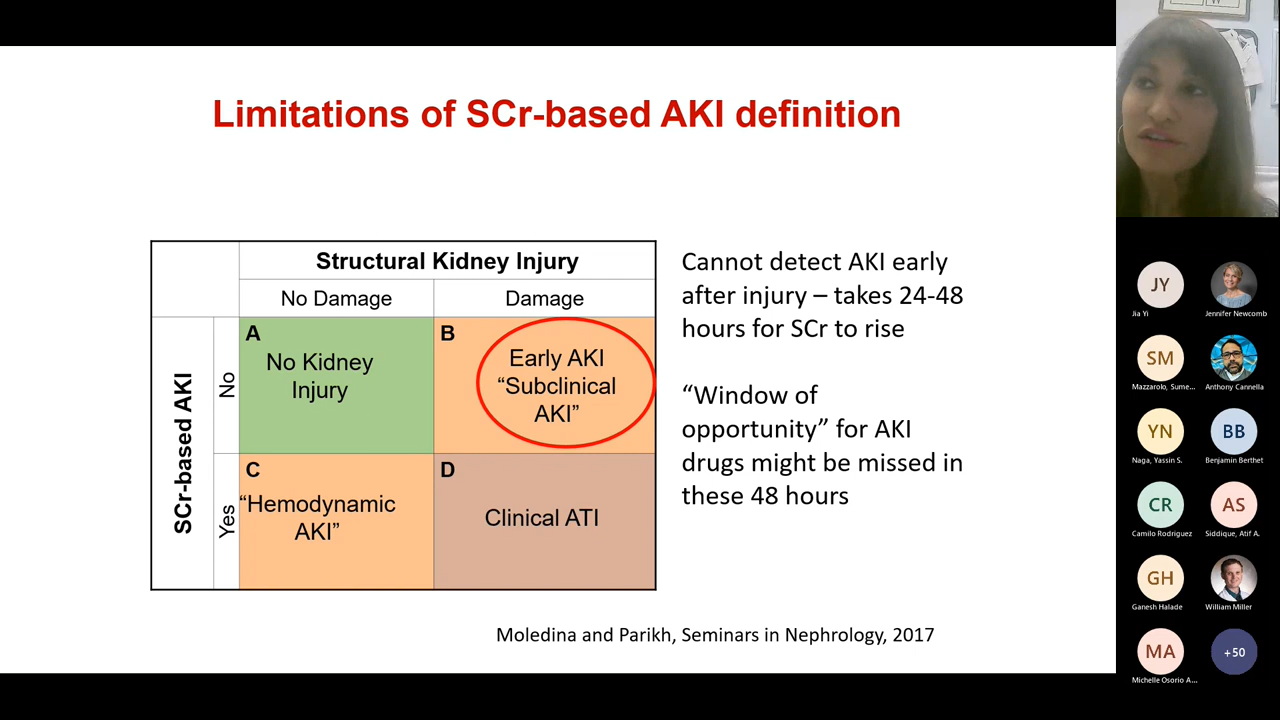 Limitations of SCr-based AKI definition
Structural Kidney Injury
No Damage
Damage
SCr-based AKI
No
Yes
A
No Kidney
Injury
B
Early AKI
“Subclinical
AKI”
C
“Hemodynamic
AKI”
D
Clinical ATI
Cannot detect AKI early
after injury – takes 24-48
hours for SCr to rise
“Window of
opportunity” for AKI
drugs might be missed in
these 48 hours
Moledina and Parikh, Seminars in Nephrology, 2017
JY
Jia Yi
Jennifer Newcomb
SM
Mazzarolo, Sume...
Anthony Cannella
YN
Naga, Yassin S.
BB
Benjamin Berthet
CR
Camilo Rodriguez
AS
Siddique, Atif A.
GH
Ganesh Halade
William Miller
MA
Michelle Osorio A...
+50